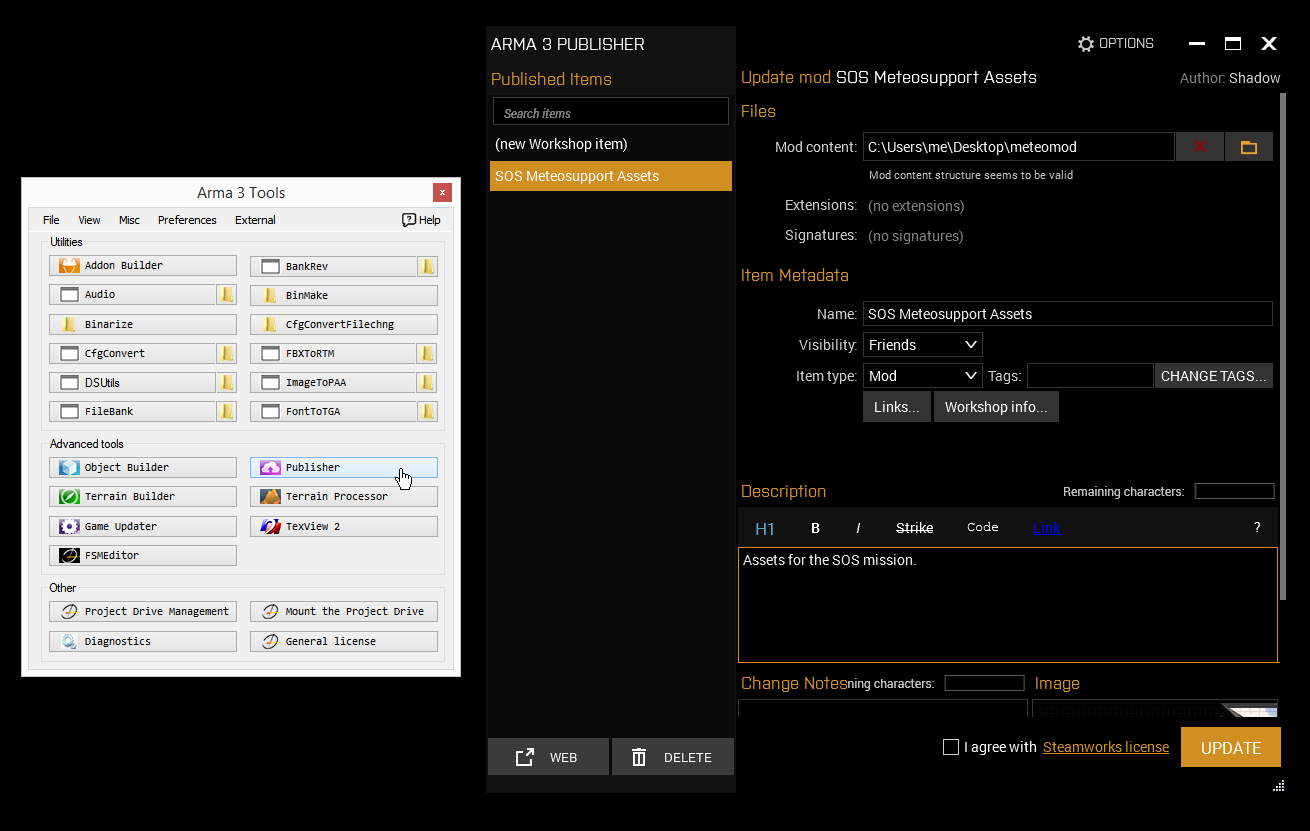 Arma 3 Tools
x
File View Misc Preferences External Help
Utilities
Addon Builder
BankRev
Audio
BinMake
Binarize
CfgConvertFilechng
CfgConvert
FBXToRTM
DSUtils
ImageToPAA
FileBank
FontToTGA
Advanced tools
Object Builder
Publisher
Terrain Builder
Terrain Processor
Game Updater
TexView 2
FSMEditor
Other
Project Drive Management
Mount the Project Drive
Diagnostics
General license
ARMA 3 PUBLISHER
OPTIONS
Published Items
Search items
(new Workshop item)
SOS Meteosupport Assets
WEB
DELETE
Update mod SOS Meteosupport Assets
Author: Shadow
Files
Mod content: C:\Users\me\Desktop\meteomod
Mod content structure seems to be valid
Extensions: (no extensions)
Signatures: (no signatures)
Item Metadata
Name: SOS Meteosupport Assets
Visibility: Friends
Item type: Mod Tags: CHANGE TAGS...
Links... Workshop info...
Description
Remaining characters:
H1 B I Strike Code Link ?
Assets for the SOS mission.
Change Notes
ning characters:
Image
I agree with Steamworks license
UPDATE